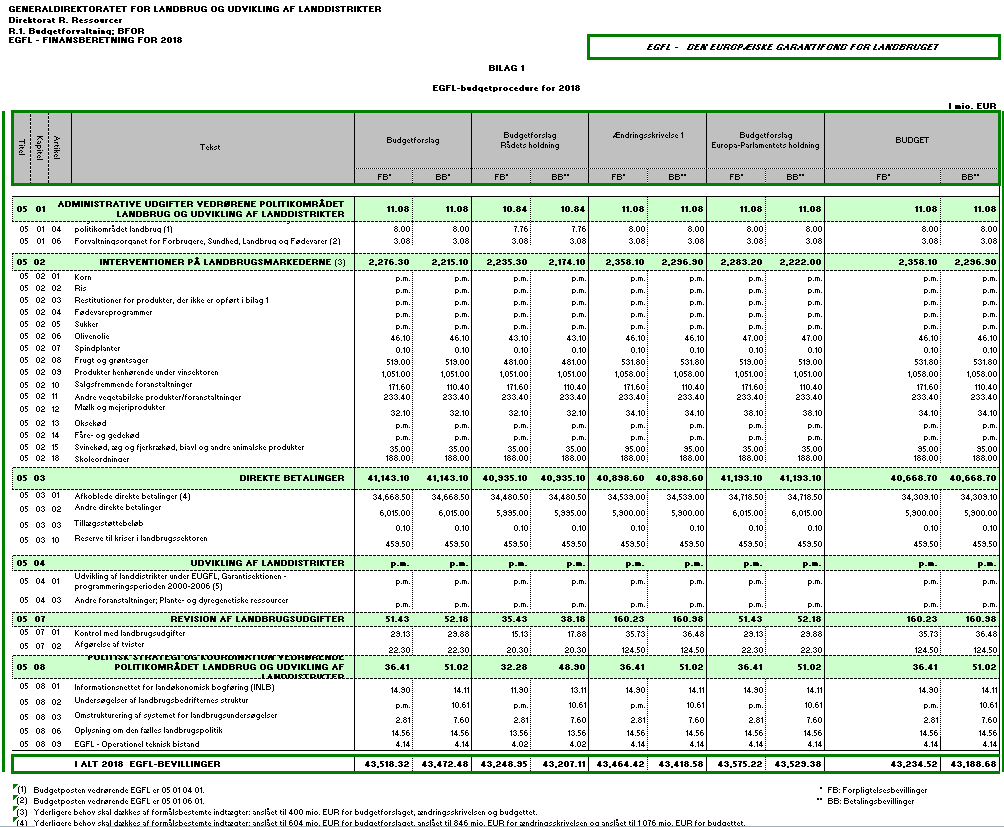 GENERALDIREKTORATET FOR LANDBRUG OG UDVIKLING AF LANDDISTRIKTER
Direktorat R. Ressourcer
R.1. Budgetforvaltning; BFOR
EGFL - FINANSBERETNING FOR 2018
EGFL - DEN EUROPÆISKE GARANTIFOND FOR LANDBRUGET
BILAG 1
EGFL-budgetprocedure for 2018
I mio. EUR
Titel Kapitel Artikel Tekst Budgetforslag Budgetforslag Rådets holdning Ændringsskrivelse 1 Budgetforslag Europa-Parlamentets holdning BUDGET
FB* BB** FB* BB** FB* BB** FB* BB** FB* BB**
05 01 ADMINISTRATIVE UDGIFTER VEDRØRENE POLITIKOMRÅDET LANDBRUG OG UDVIKLING AF LANDDISTRIKTER 11.08 11.08 10.84 10.84 11.08 11.08 11.08 11.08 11.08 11.08
05 01 04 politikområdet landbrug (1) 8.00 8.00 7.76 7.76 8.00 8.00 8.00 8.00 8.00 8.00
05 01 06 Forvaltningsorganet for Forbrugere, Sundhed, Landbrug og Fødevarer (2) 3.08 3.08 3.08 3.08 3.08 3.08 3.08 3.08 3.08 3.08
05 02 INTERVENTIONER PÅ LANDBRUGSMARKEDERNE (3) 2,276.30 2,215.10 2,235.30 2,174.10 2,358.10 2,296.90 2,283.20 2,222.00 2,358.10 2,296.90
05 02 01 Korn p.m. p.m. p.m. p.m. p.m. p.m. p.m. p.m. p.m. p.m.
05 02 02 Ris p.m. p.m. p.m. p.m. p.m. p.m. p.m. p.m. p.m. p.m.
05 02 03 Restitutioner for produkter, der ikke er opført i bilag 1 p.m. p.m. p.m. p.m. p.m. p.m. p.m. p.m. p.m. p.m.
05 02 04 Fødevareprogrammer p.m. p.m. p.m. p.m. p.m. p.m. p.m. p.m. p.m. p.m.
05 02 05 Sukker p.m. p.m. p.m. p.m. p.m. p.m. p.m. p.m. p.m. p.m.
05 02 06 Olivenolie 46.10 46.10 43.10 43.10 46.10 46.10 47.00 47.00 46.10 46.10
05 02 07 Spindplanter 0.10 0.10 0.10 0.10 0.10 0.10 0.10 0.10 0.10 0.10
05 02 08 Frugt og grøntsager 519.00 519.00 481.00 481.00 531.80 531.80 519.00 519.00 531.80 531.80
05 02 09 Produkter henhørende under vinsektoren 1,051.00 1,051.00 1,051.00 1,051.00 1,058.00 1,058.00 1,051.00 1,051.00 1,058.00 1,058.00
05 02 10 Salgsfremmende foranstaltninger 171.60 110.40 171.60 110.40 171.60 110.40 171.60 110.40 171.60 110.40
05 02 11 Andre vegetabilske produkter/foranstaltninger 233.40 233.40 233.40 233.40 233.40 233.40 233.40 233.40 233.40 233.40
05 02 12 Mælk og mejeriprodukter 32.10 32.10 32.10 32.10 34.10 34.10 38.10 38.10 34.10 34.10
05 02 13 Oksekød p.m. p.m. p.m. p.m. p.m. p.m. p.m. p.m. p.m. p.m.
05 02 14 Fåre- og gedekød p.m. p.m. p.m. p.m. p.m. p.m. p.m. p.m. p.m. p.m.
05 02 15 Svinekød, æg og fjerkrækød, biavl og andre animalske produkter 35.00 35.00 35.00 35.00 95.00 95.00 35.00 35.00 95.00 95.00
05 02 18 Skoleordninger 188.00 188.00 188.00 188.00 188.00 188.00 188.00 188.00 188.00 188.00
05 03 DIREKTE BETALINGER 41,143.10 41,143.10 40,935.10 40,935.10 40,898.60 40,898.60 41,193.10 41,193.10 40,668.70 40,668.70
05 03 01 Afkoblede direkte betalinger (4) 34,668.50 34,668.50 34,480.50 34,480.50 34,539.00 34,539.00 34,718.50 34,718.50 34,309.10 34,309.10
05 03 02 Andre direkte betalinger 6,015.00 6,015.00 5,995.00 5,995.00 5,900.00 5,900.00 6,015.00 6,015.00 5,900.00 5,900.00
05 03 03 Tillægsstøttebeløb 0.10 0.10 0.10 0.10 0.10 0.10 0.10 0.10 0.10 0.10
05 03 10 Reserve til kriser i landbrugssektoren 459.50 459.50 459.50 459.50 459.50 459.50 459.50 459.50 459.50 459.50
05 04 UDVIKLING AF LANDDISTRIKTER p.m. p.m. p.m. p.m. p.m. p.m. p.m. p.m. p.m. p.m.
05 04 01 Udvikling af landdistrikter under EUGFL, Garantisektionen - programmeringsperioden 2000-2006 (5) p.m. p.m. p.m. p.m. p.m. p.m. p.m. p.m. p.m. p.m.
05 04 03 Andre foranstaltninger; Plante- og dyregenetiske ressourcer p.m. p.m. p.m. p.m. p.m. p.m. p.m. p.m. p.m. p.m.
05 07 REVISION AF LANDBRUGSUDGIFTER 51.43 52.18 35.43 38.18 160.23 160.98 51.43 52.18 160.23 160.98
05 07 01 Kontrol med landbrugsudgifter 29.13 29.88 15.13 17.88 35.73 36.48 29.13 29.88 35.73 36.48
05 07 02 Afgørelse af tvister 22.30 22.30 20.30 20.30 124.50 124.50 22.30 22.30 124.50 124.50
05 08 POLITISK STRATEGI OG KOORDINATION VEDRØRENDE POLITIKOMRÅDET LANDBRUG OG UDVIKLING AF LANDDISTRIKTER 36.41 51.02 32.28 48.90 36.41 51.02 36.41 51.02 36.41 51.02
05 08 01 Informationsnettet for landøkonomisk bogføring (INLB) 14.90 14.11 11.90 13.11 14.90 14.11 14.90 14.11 14.90 14.11
05 08 02 Undersøgelser af landbrugsbedrifternes struktur p.m. 10.61 p.m. 10.61 p.m. 10.61 p.m. 10.61 p.m. 10.61
05 08 03 Omstrukturering af systemet for landbrugsundersøgelser 2.81 7.60 2.81 7.60 2.81 7.60 2.81 7.60 2.81 7.60
05 08 06 Oplysning om den fælles landbrugspolitik 14.56 14.56 13.56 13.56 14.56 14.56 14.56 14.56 14.56 14.56
05 08 09 EGFL - Operationel teknisk bistand 4.14 4.14 4.02 4.02 4.14 4.14 4.14 4.14 4.14 4.14
I ALT 2018 EGFL-BEVILLINGER 43,518.32 43,472.48 43,248.95 43,207.11 43,464.42 43,418.58 43,575.22 43,529.38 43,234.52 43,188.68
(1) Budgetposten vedrørende EGFL er 05 01 04 01. * FB: Forpligtelsesbevillinger
(2) Budgetposten vedrørende EGFL er 05 01 06 01. ** BB: Betalingsbevillinger
(3) Yderligere behov skal dækkes af formålsbestemte indtægter: anslået til 400 mio. EUR for budgetforslaget, ændringsskrivelsen og budgettet.
(4) Yderligere behov skal dækkes af formålsbestemte indtægter: anslået til 604 mio. EUR for budgetforslaget, anslået til 846 mio. EUR for ændringsskrivelsen og anslået til 1 076 mio. EUR for budgettet.